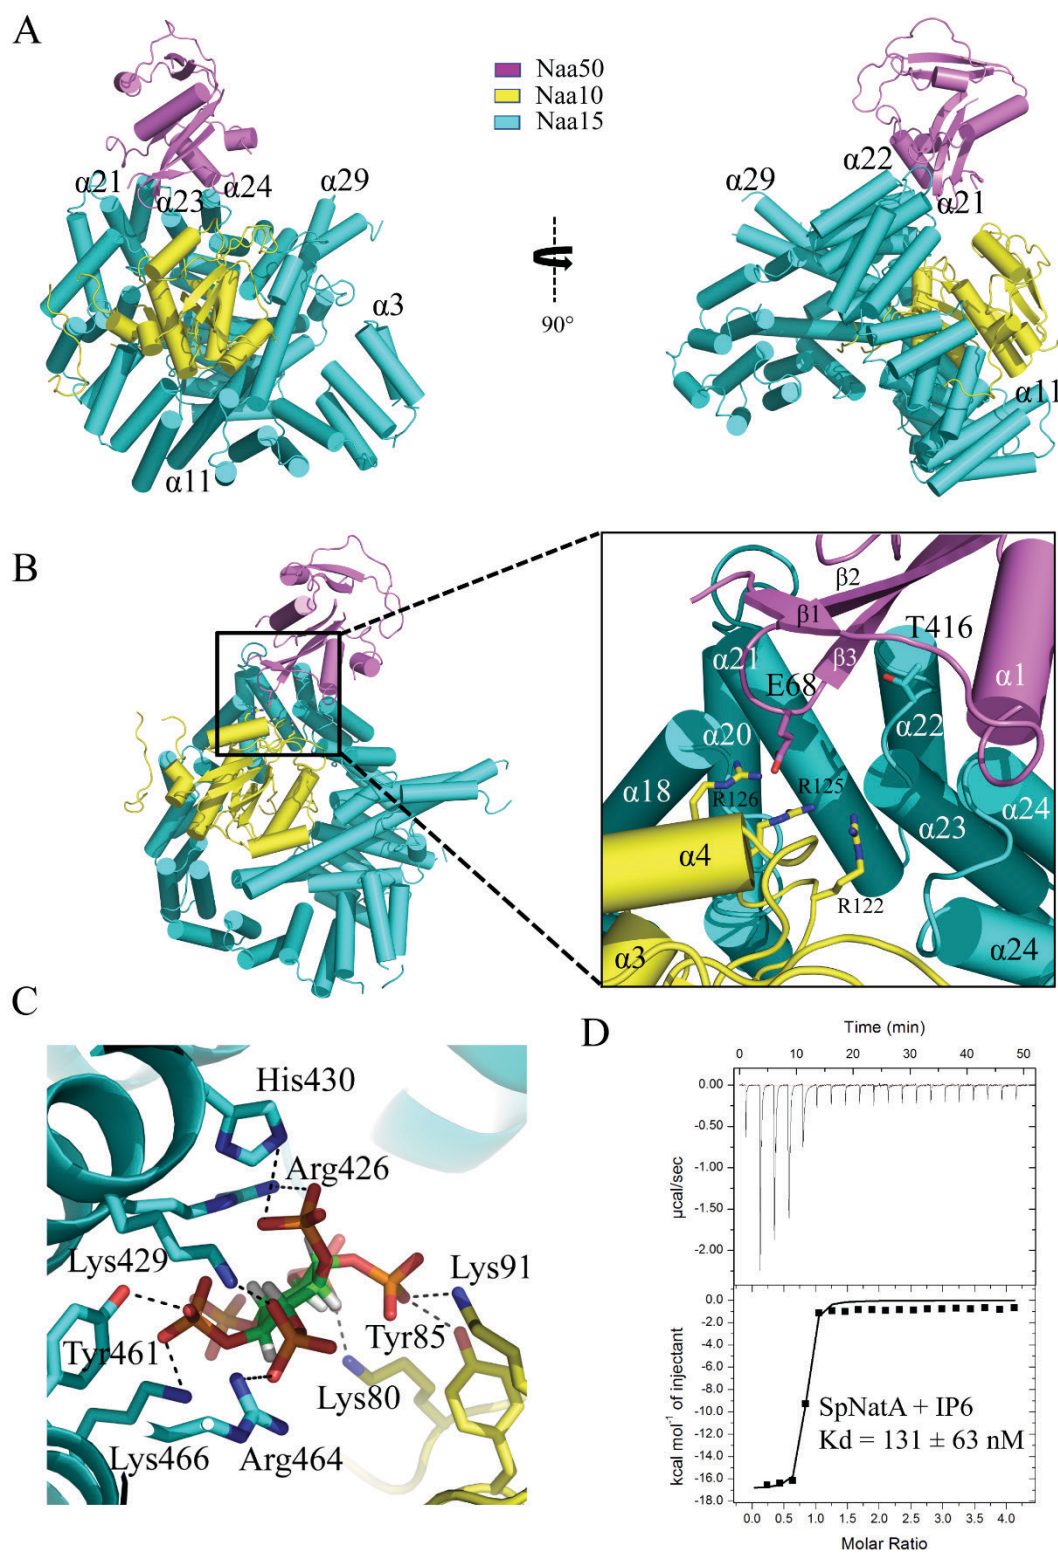 A
Naa50
Naa10
Naa15
α21
α23
α24
α29
α3
α11
90°
α29
α22
α21
α11
B
β2
β1
T416
α21
β3
α1
E68
α20
α22
R125
R126
α18
α24
α23
α4
R122
α3
α24
C
His430
Arg426
Lys429
Lys91
Tyr85
Tyr461
Lys80
Lys466
Arg464
D
Time (min)
0 10 20 30 40 50
0.00
-0.50
-1.00
-1.50
-2.00
µcal/sec
0.0
-2.0
-4.0
-6.0
-8.0
-10.0
-12.0
-14.0
-16.0
-18.0
kcal mol⁻¹ of injectant
SpNatA + IP6
Kd = 131 ± 63 nM
0.0 0.5 1.0 1.5 2.0 2.5 3.0 3.5 4.0
Molar Ratio